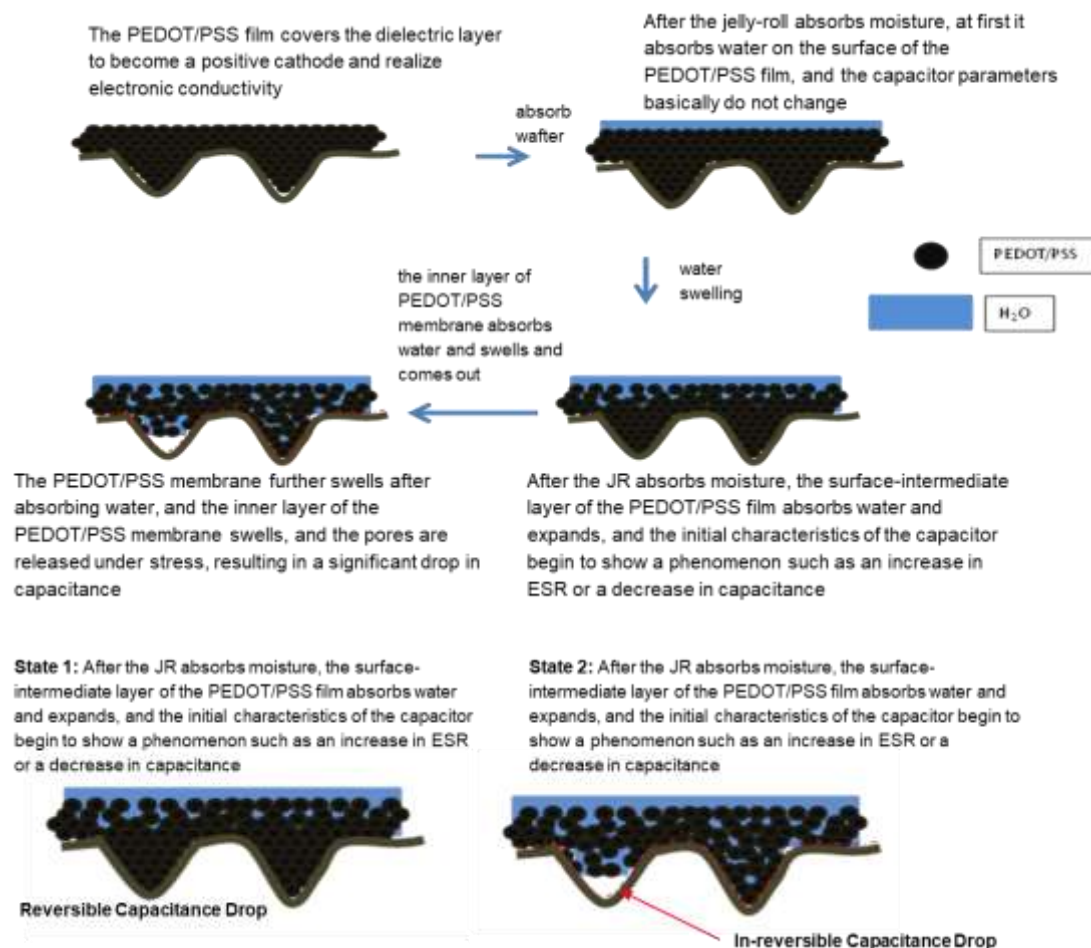 The PEDOT/PSS film covers the dielectric layer
to become a positive cathode and realize
electronic conductivity
After the jelly-roll absorbs moisture, at first it
absorbs water on the surface of the
PEDOT/PSS film, and the capacitor parameters
basically do not change
absorb
wafter
water
swelling
PEDOT/PSS
H₂O
the inner layer of
PEDOT/PSS
membrane absorbs
water and swells and
comes out
The PEDOT/PSS membrane further swells after
absorbing water, and the inner layer of the
PEDOT/PSS membrane swells, and the pores are
released under stress, resulting in a significant drop in
capacitance
After the JR absorbs moisture, the surface-intermediate
layer of the PEDOT/PSS film absorbs water and
expands, and the initial characteristics of the capacitor
begin to show a phenomenon such as an increase in
ESR or a decrease in capacitance
State 1: After the JR absorbs moisture, the surface-
intermediate layer of the PEDOT/PSS film absorbs water
and expands, and the initial characteristics of the capacitor
begin to show a phenomenon such as an increase in ESR
or a decrease in capacitance
Reversible Capacitance Drop
State 2: After the JR absorbs moisture, the surface-
intermediate layer of the PEDOT/PSS film absorbs water and
expands, and the initial characteristics of the capacitor begin to
show a phenomenon such as an increase in ESR or a
decrease in capacitance
In-reversible Capacitance Drop